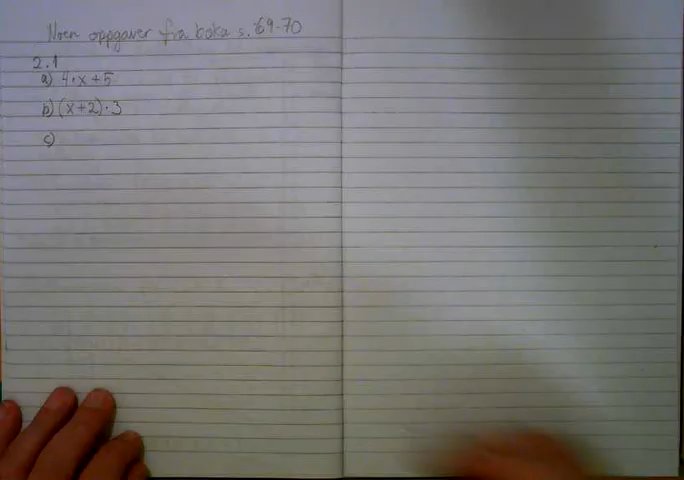 Noen oppgaver fra boka s. 69-70
2.1
a) 4·x+5
b) (x+2)·3
c)